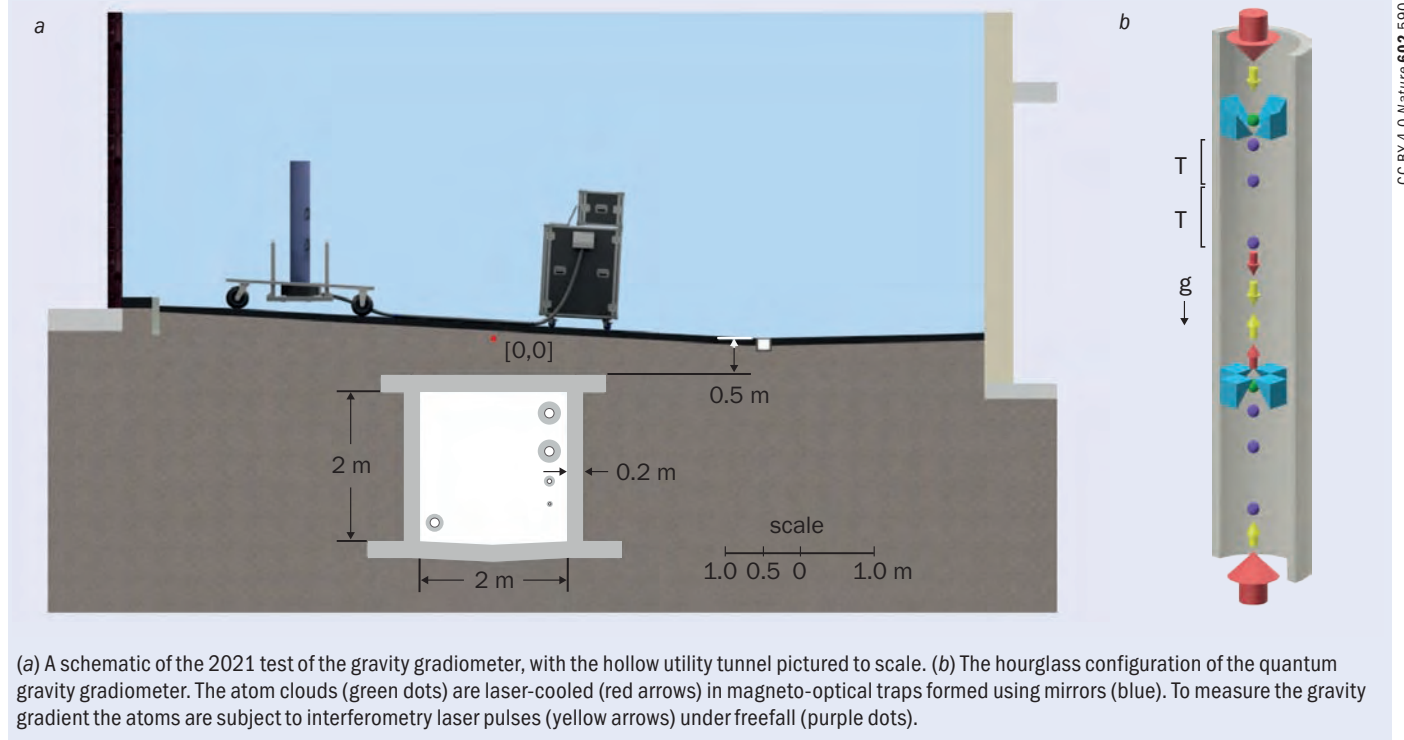 a
b
[0,0]
0.5 m
2 m
0.2 m
scale
1.0 0.5 0 1.0 m
2 m
T
T
g
CC BY 4.0 Nature 602 590
(a) A schematic of the 2021 test of the gravity gradiometer, with the hollow utility tunnel pictured to scale. (b) The hourglass configuration of the quantum
gravity gradiometer. The atom clouds (green dots) are laser-cooled (red arrows) in magneto-optical traps formed using mirrors (blue). To measure the gravity
gradient the atoms are subject to interferometry laser pulses (yellow arrows) under freefall (purple dots).